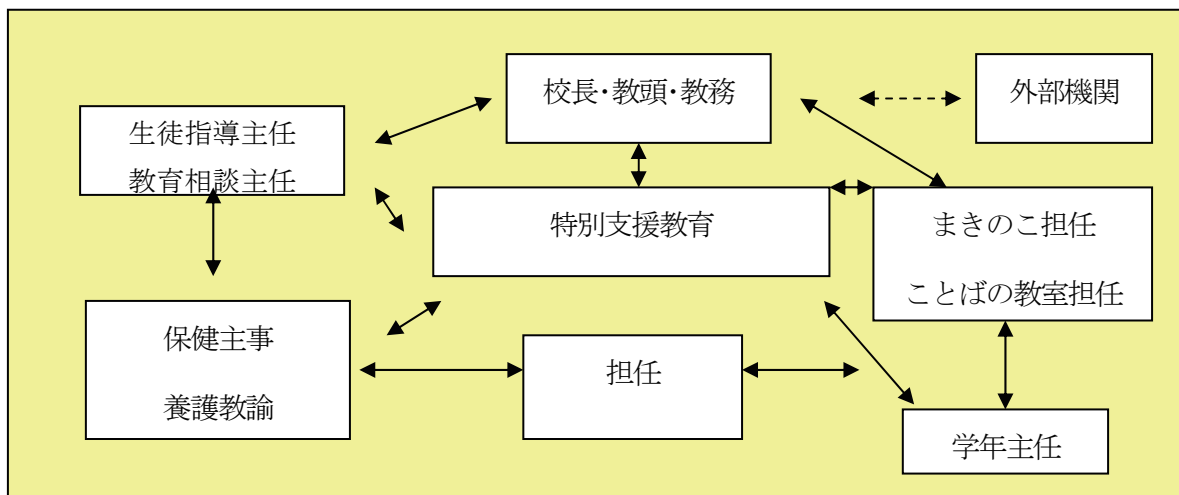 校長・教頭・教務
外部機関
生徒指導主任
教育相談主任
特別支援教育
まきのこ担任
ことばの教室担任
保健主事
養護教諭
担任
学年主任